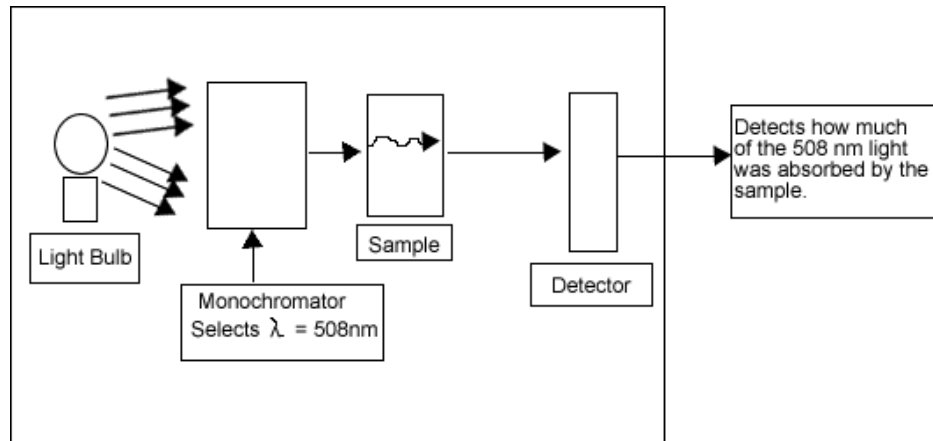 Light Bulb
Monochromator
Selects λ = 508nm
Sample
Detector
Detects how much
of the 508 nm light
was absorbed by the
sample.